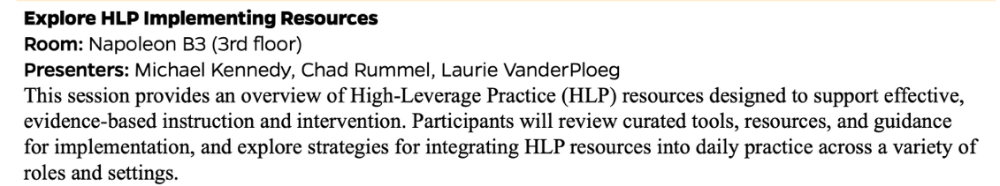 Explore HLP Implementing Resources
Room: Napoleon B3 (3rd floor)
Presenters: Michael Kennedy, Chad Rummel, Laurie VanderPloeg
This session provides an overview of High-Leverage Practice (HLP) resources designed to support effective,
evidence-based instruction and intervention. Participants will review curated tools, resources, and guidance
for implementation, and explore strategies for integrating HLP resources into daily practice across a variety of
roles and settings.